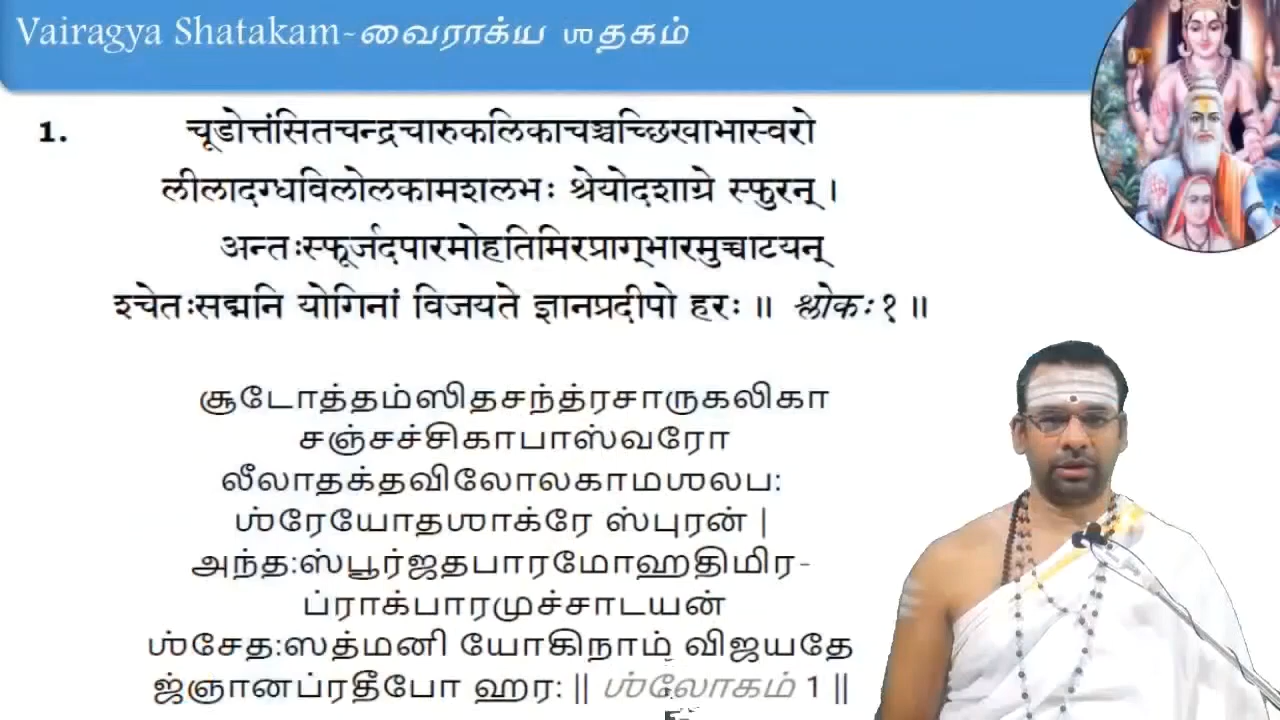 Vairagya Shatakam-வைராக்ய ஶதகம்
1. चूडोत्तंसितचन्द्रचारुकलिकाचञ्चच्छिखाभास्वरो
लीलादग्धविलोलकामशलभः श्रेयोदशाग्रे स्फुरन् ।
अन्तःस्फूर्जदपारमोहतिमिरप्राग्भारमुच्चाटयन्
श्चेतःसद्मनि योगिनां विजयते ज्ञानप्रदीपो हरः ॥ श्लोकः १ ॥
சூடோத்தம்ஸிதசந்த்ரசாருகலிகா
சஞ்சச்சிகாபாஸ்வரோ
லீலாதக்தவிலோலகாமஶலப:
ஶ்ரேயோதஶாக்ரே ஸ்புரன் |
அந்த:ஸ்பூர்ஜதபாரமோஹதிமிர-
ப்ராக்பாரமுச்சாடயன்
ஶ்சேத:ஸத்மனி யோகிநாம் விஜயதே
ஜ்ஞானப்ரதீபோ ஹர: || ஶ்லோகம் 1 ||